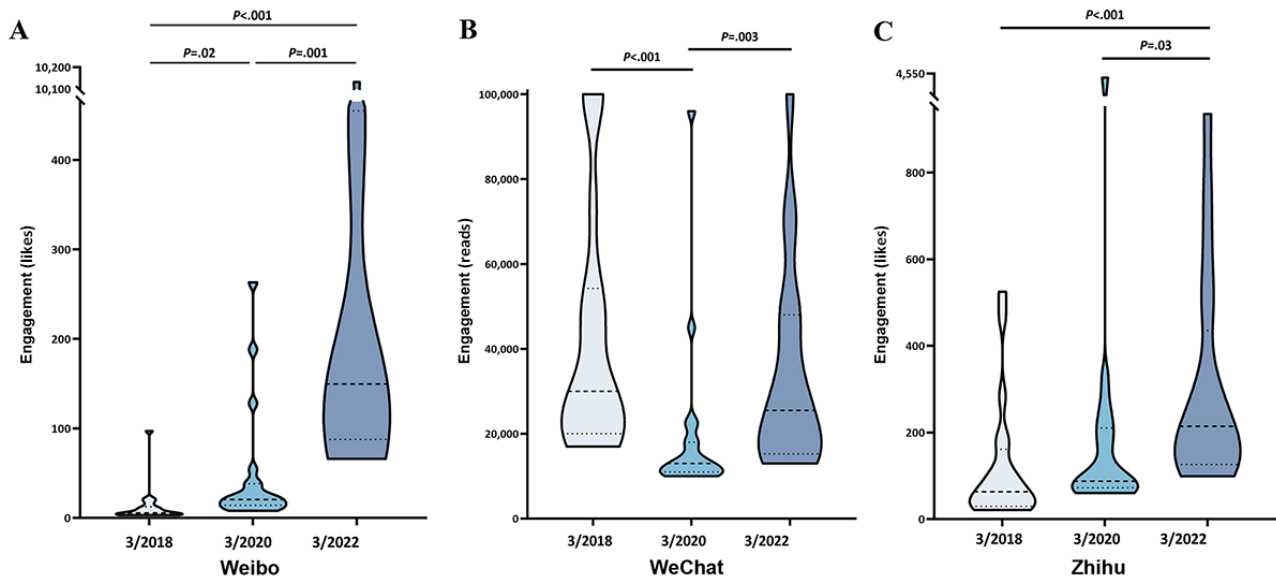 A
P<.001
P=.02
P=.001
10,200
10,100
400
300
200
100
0
Engagement (likes)
3/2018
3/2020
3/2022
Weibo
B
P=.003
P<.001
100,000
80,000
60,000
40,000
20,000
0
Engagement (reads)
3/2018
3/2020
3/2022
WeChat
C
P<.001
P=.03
4,550
800
600
400
200
0
Engagement (likes)
3/2018
3/2020
3/2022
Zhihu